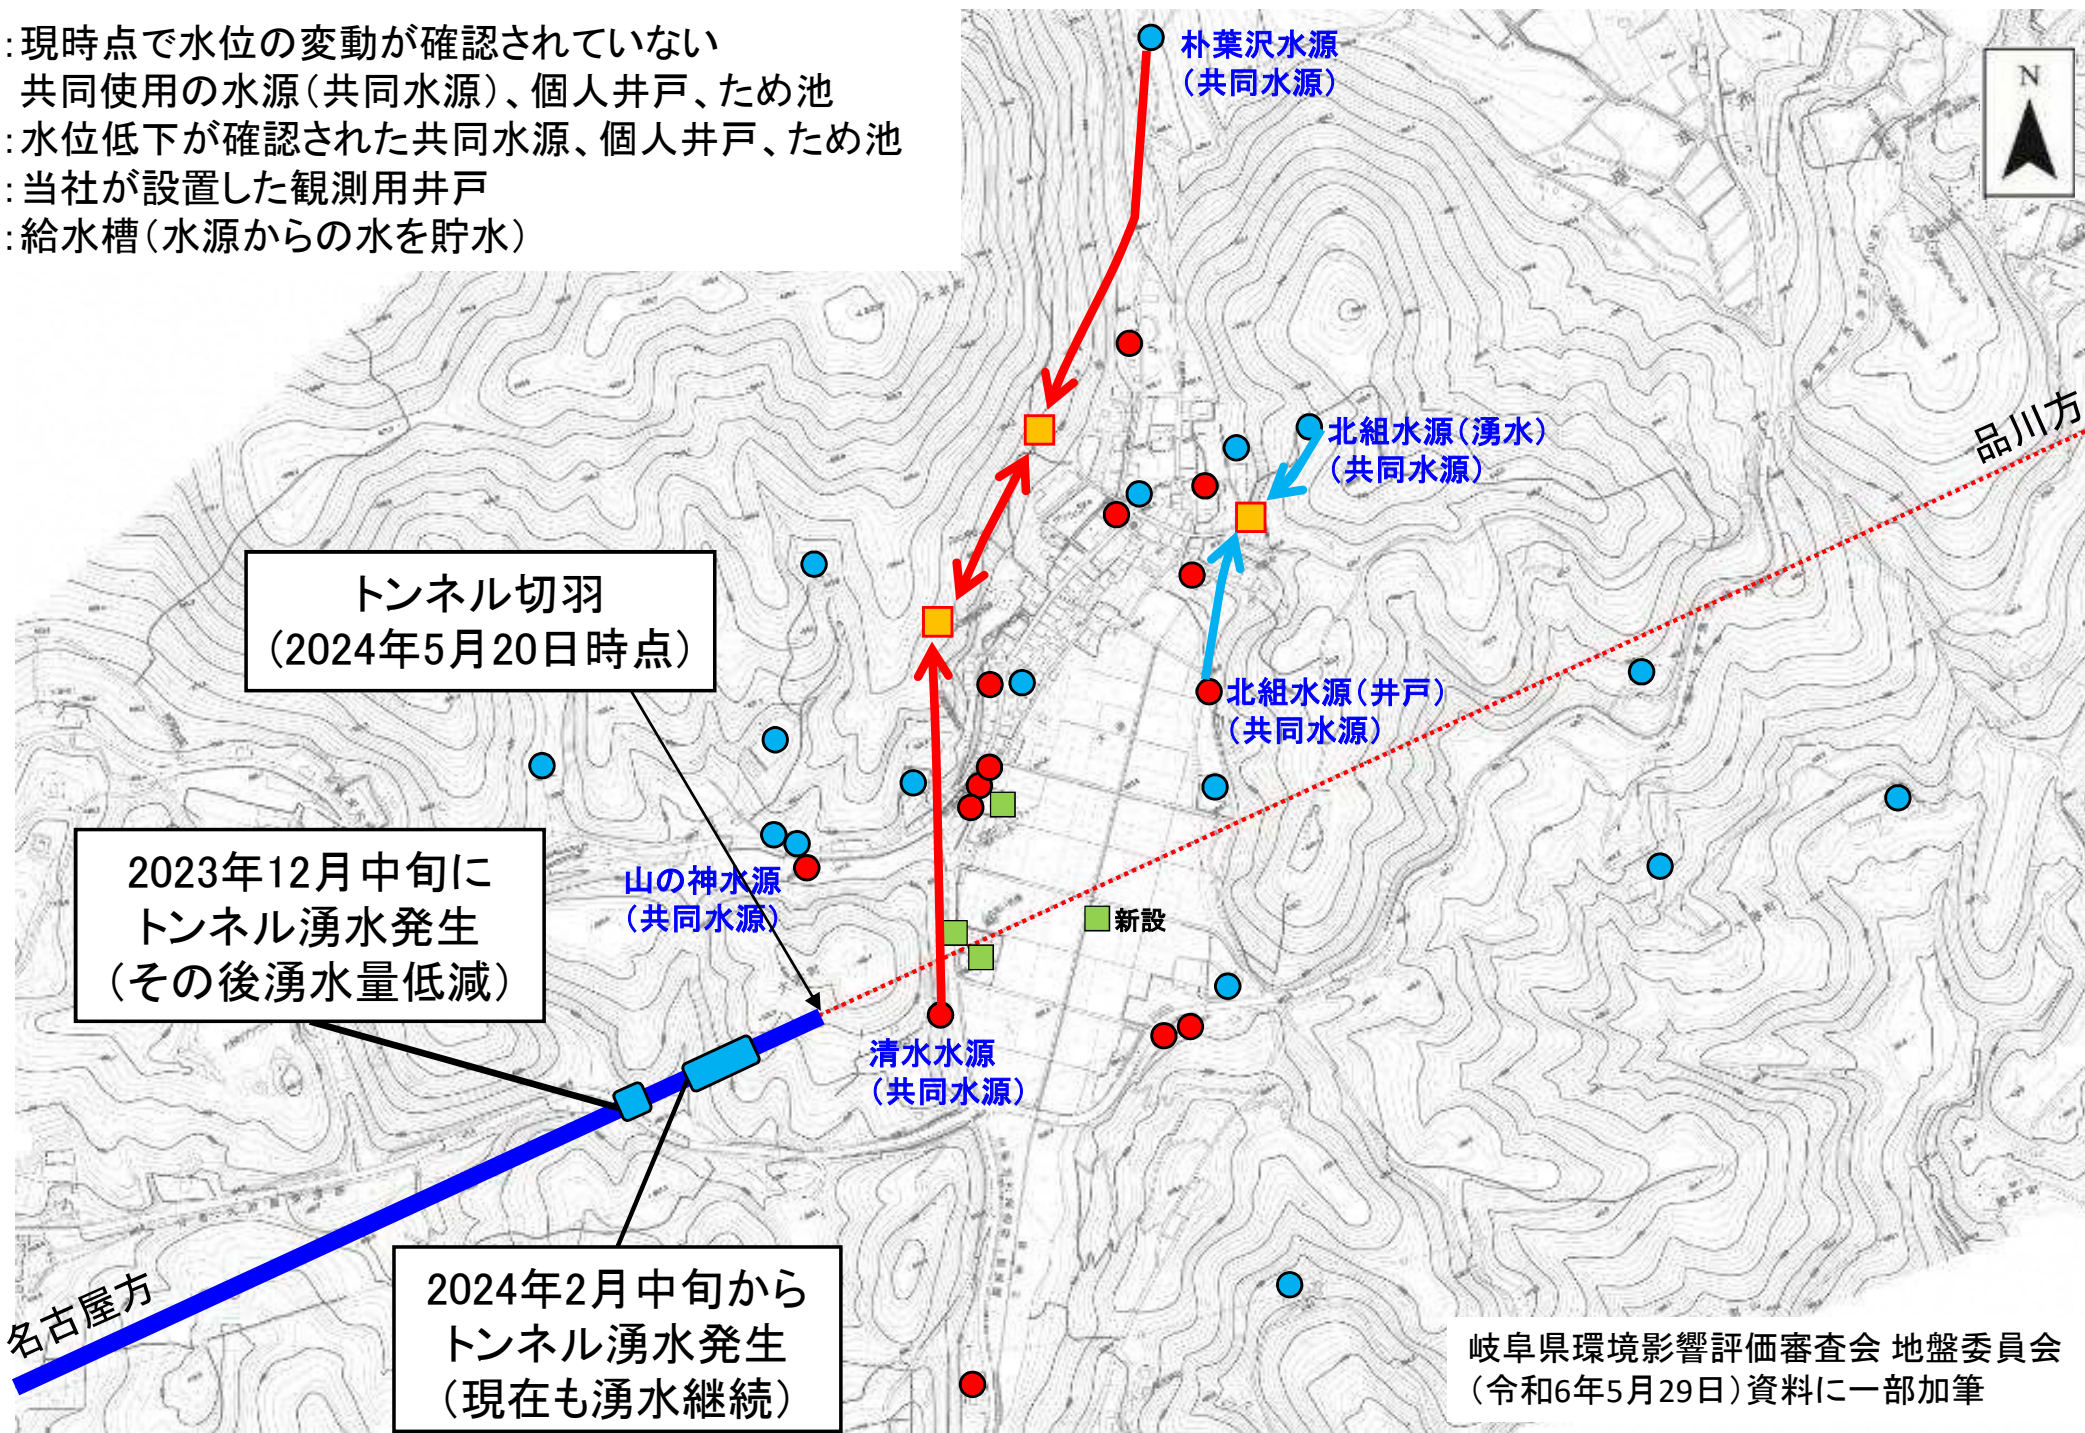 :現時点で水位の変動が確認されていない
共同使用の水源(共同水源)、個人井戸、ため池
:水位低下が確認された共同水源、個人井戸、ため池
:当社が設置した観測用井戸
:給水槽(水源からの水を貯水)
朴葉沢水源
(共同水源)
N
品川方
北組水源(湧水)
(共同水源)
トンネル切羽
(2024年5月20日時点)
北組水源(井戸)
(共同水源)
2023年12月中旬に
トンネル湧水発生
(その後湧水量低減)
山の神水源
(共同水源)
新設
清水水源
(共同水源)
2024年2月中旬から
トンネル湧水発生
(現在も湧水継続)
名古屋方
岐阜県環境影響評価審査会 地盤委員会
(令和6年5月29日)資料に一部加筆